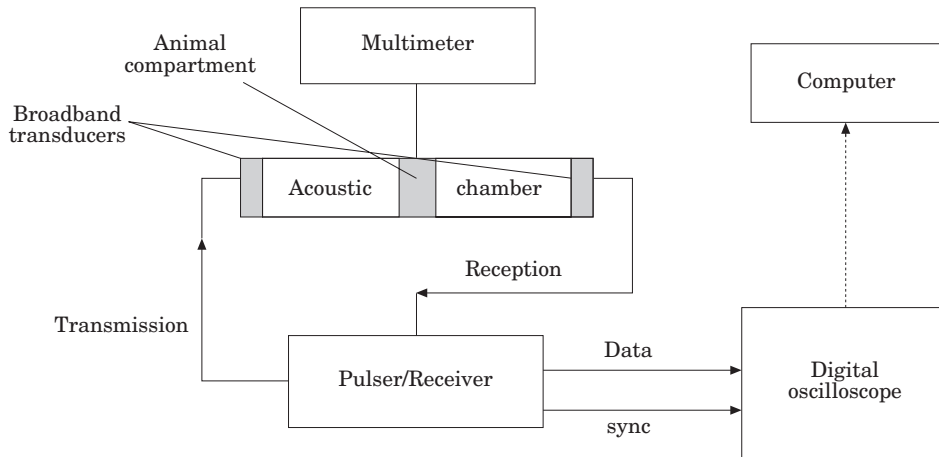 Animal
compartment
Multimeter
Computer
Broadband
transducers
Acoustic
chamber
Reception
Transmission
Pulser/Receiver
Data
sync
Digital
oscilloscope